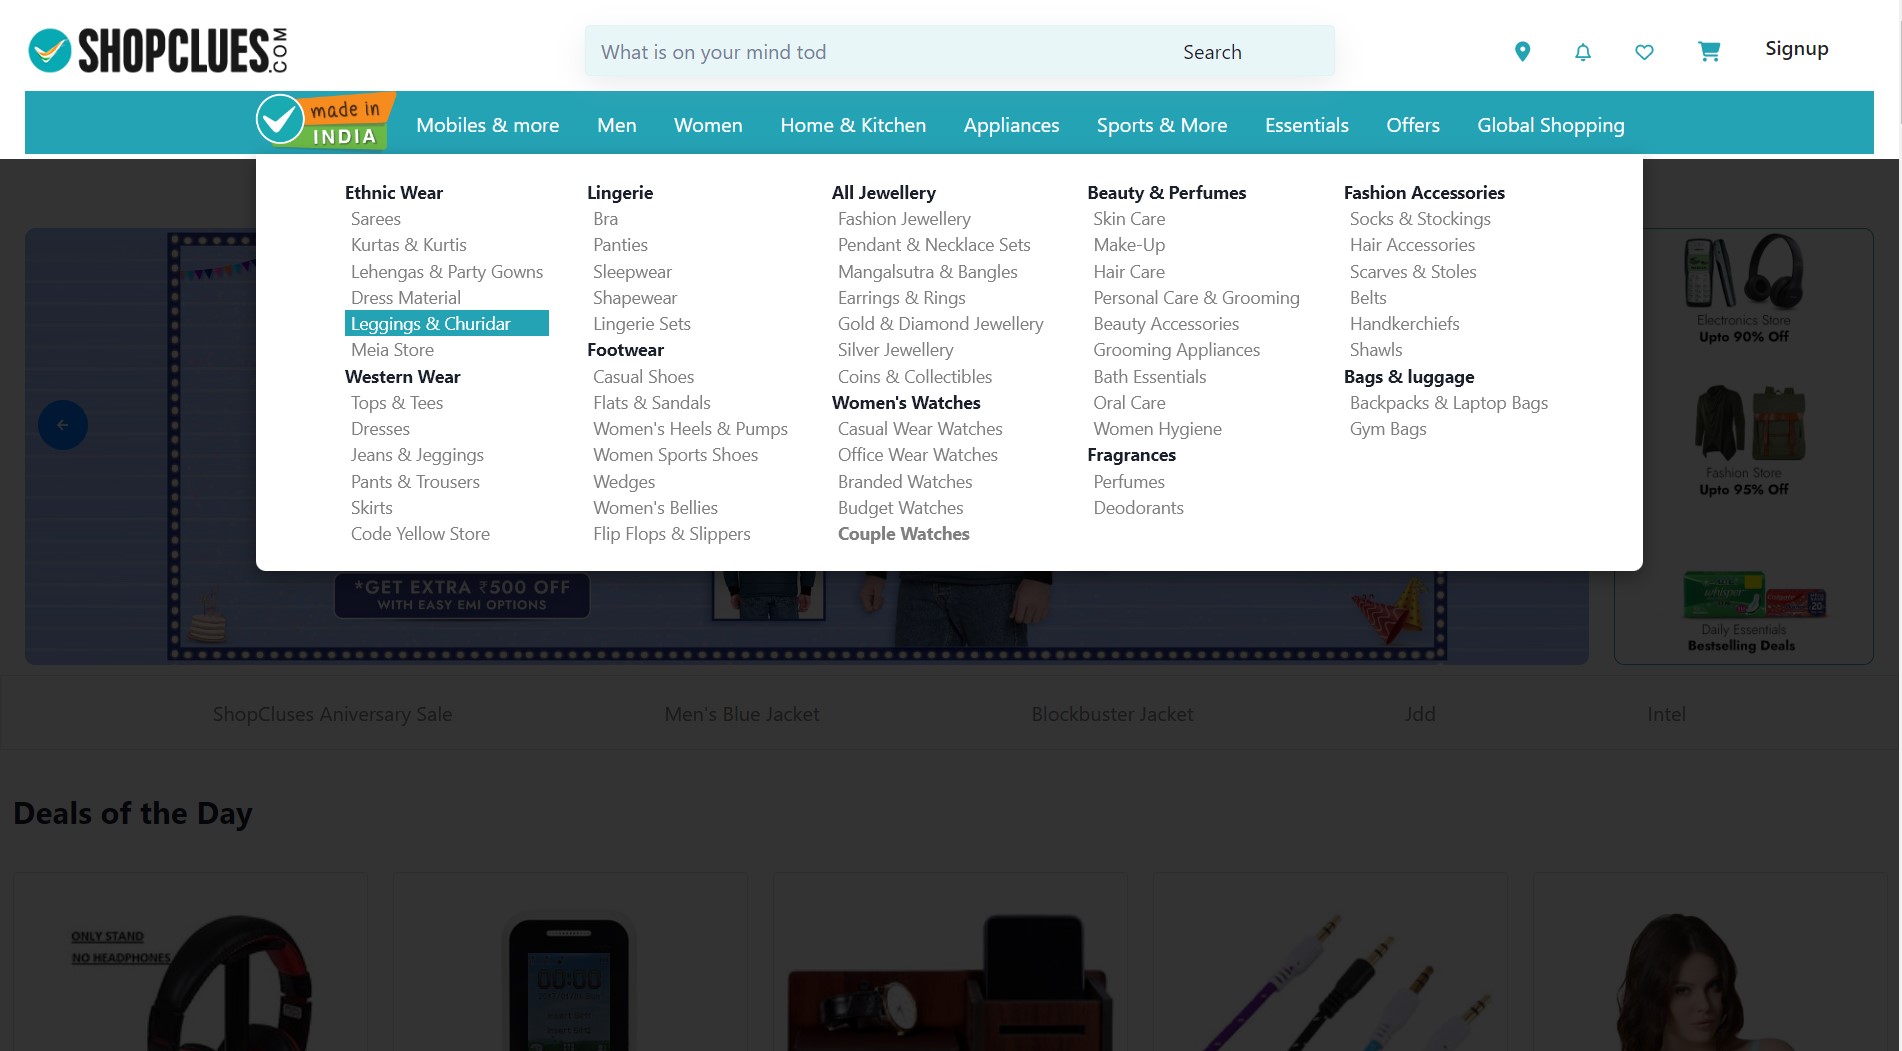 SHOPCLUES.COM
What is on your mind tod
Search
Signup
made in
INDIA
Mobiles & more
Men
Women
Home & Kitchen
Appliances
Sports & More
Essentials
Offers
Global Shopping
Ethnic Wear
Sarees
Kurtas & Kurtis
Lehengas & Party Gowns
Dress Material
Leggings & Churidar
Meia Store
Western Wear
Tops & Tees
Dresses
Jeans & Jeggings
Pants & Trousers
Skirts
Code Yellow Store
Lingerie
Bra
Panties
Sleepwear
Shapewear
Lingerie Sets
Footwear
Casual Shoes
Flats & Sandals
Women's Heels & Pumps
Women Sports Shoes
Wedges
Women's Bellies
Flip Flops & Slippers
All Jewellery
Fashion Jewellery
Pendant & Necklace Sets
Mangalsutra & Bangles
Earrings & Rings
Gold & Diamond Jewellery
Silver Jewellery
Coins & Collectibles
Women's Watches
Casual Wear Watches
Office Wear Watches
Branded Watches
Budget Watches
Couple Watches
Beauty & Perfumes
Skin Care
Make-Up
Hair Care
Personal Care & Grooming
Beauty Accessories
Grooming Appliances
Bath Essentials
Oral Care
Women Hygiene
Fragrances
Perfumes
Deodorants
Fashion Accessories
Socks & Stockings
Hair Accessories
Scarves & Stoles
Belts
Handkerchiefs
Shawls
Bags & luggage
Backpacks & Laptop Bags
Gym Bags
*GET EXTRA ₹500 OFF
WITH EASY EMI OPTIONS
Electronics Store
Upto 90% Off
Fashion Store
Upto 95% Off
whisper
Colgate
20
Daily Essentials
Bestselling Deals
ShopCluses Aniversary Sale
Men's Blue Jacket
Blockbuster Jacket
Jdd
Intel
Deals of the Day
ONLY STAND
NO HEADPHONES
00:00